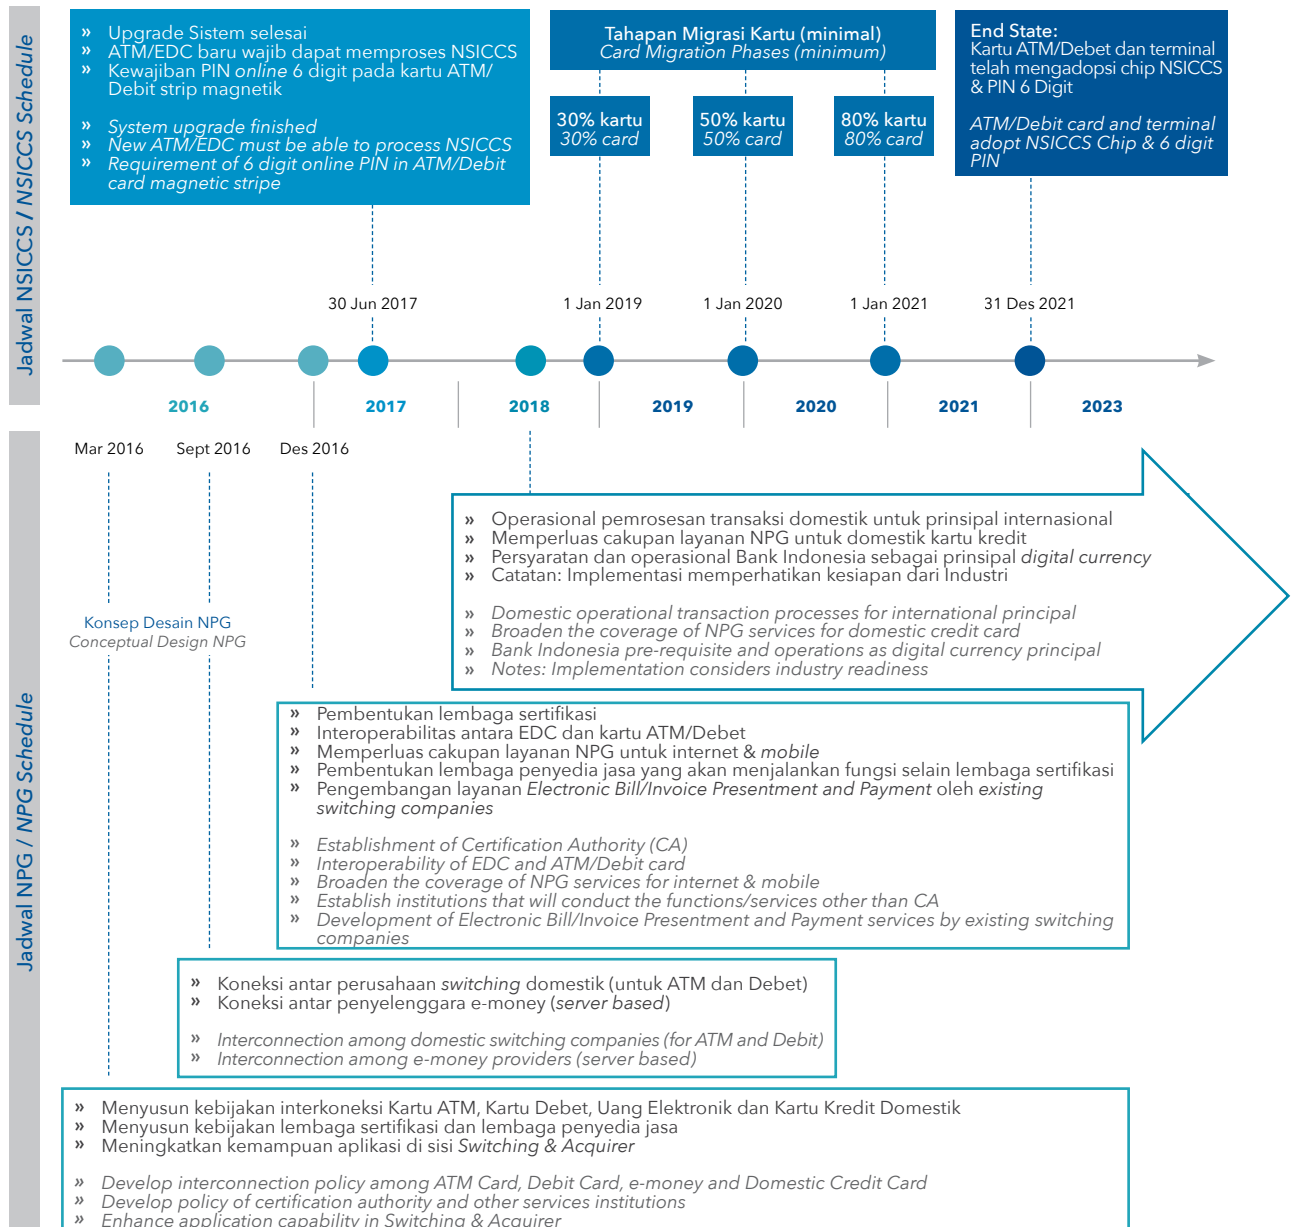 Jadwal NSICCS / NSICCS Schedule
» Upgrade Sistem selesai
» ATM/EDC baru wajib dapat memproses NSICCS
» Kewajiban PIN online 6 digit pada kartu ATM/
Debit strip magnetik
» System upgrade finished
» New ATM/EDC must be able to process NSICCS
» Requirement of 6 digit online PIN in ATM/Debit
card magnetic stripe
Tahapan Migrasi Kartu (minimal)
Card Migration Phases (minimum)
30% kartu
30% card
50% kartu
50% card
80% kartu
80% card
End State:
Kartu ATM/Debet dan terminal
telah mengadopsi chip NSICCS
& PIN 6 Digit
ATM/Debit card and terminal
adopt NSICCS Chip & 6 digit
PIN
30 Jun 2017
1 Jan 2019
1 Jan 2020
1 Jan 2021
31 Des 2021
2016
2017
2018
2019
2020
2021
2023
Jadwal NPG / NPG Schedule
Mar 2016
Sept 2016
Des 2016
» Operasional pemrosesan transaksi domestik untuk prinsipal internasional
» Memperluas cakupan layanan NPG untuk domestik kartu kredit
» Persyaratan dan operasional Bank Indonesia sebagai prinsipal digital currency
» Catatan: Implementasi memperhatikan kesiapan dari Industri
» Domestic operational transaction processes for international principal
» Broaden the coverage of NPG services for domestic credit card
» Bank Indonesia pre-requisite and operations as digital currency principal
» Notes: Implementation considers industry readiness
Konsep Desain NPG
Conceptual Design NPG
» Pembentukan lembaga sertifikasi
» Interoperabilitas antara EDC dan kartu ATM/Debet
» Memperluas cakupan layanan NPG untuk internet & mobile
» Pembentukan lembaga penyedia jasa yang akan menjalankan fungsi selain lembaga sertifikasi
» Pengembangan layanan Electronic Bill/Invoice Presentment and Payment oleh existing
switching companies
» Establishment of Certification Authority (CA)
» Interoperability of EDC and ATM/Debit card
» Broaden the coverage of NPG services for internet & mobile
» Establish institutions that will conduct the functions/services other than CA
» Development of Electronic Bill/Invoice Presentment and Payment services by existing switching
companies
» Koneksi antar perusahaan switching domestik (untuk ATM dan Debet)
» Koneksi antar penyelenggara e-money (server based)
» Interconnection among domestic switching companies (for ATM and Debit)
» Interconnection among e-money providers (server based)
» Menyusun kebijakan interkoneksi Kartu ATM, Kartu Debet, Uang Elektronik dan Kartu Kredit Domestik
» Menyusun kebijakan lembaga sertifikasi dan lembaga penyedia jasa
» Meningkatkan kemampuan aplikasi di sisi Switching & Acquirer
» Develop interconnection policy among ATM Card, Debit Card, e-money and Domestic Credit Card
» Develop policy of certification authority and other services institutions
» Enhance application capability in Switching & Acquirer